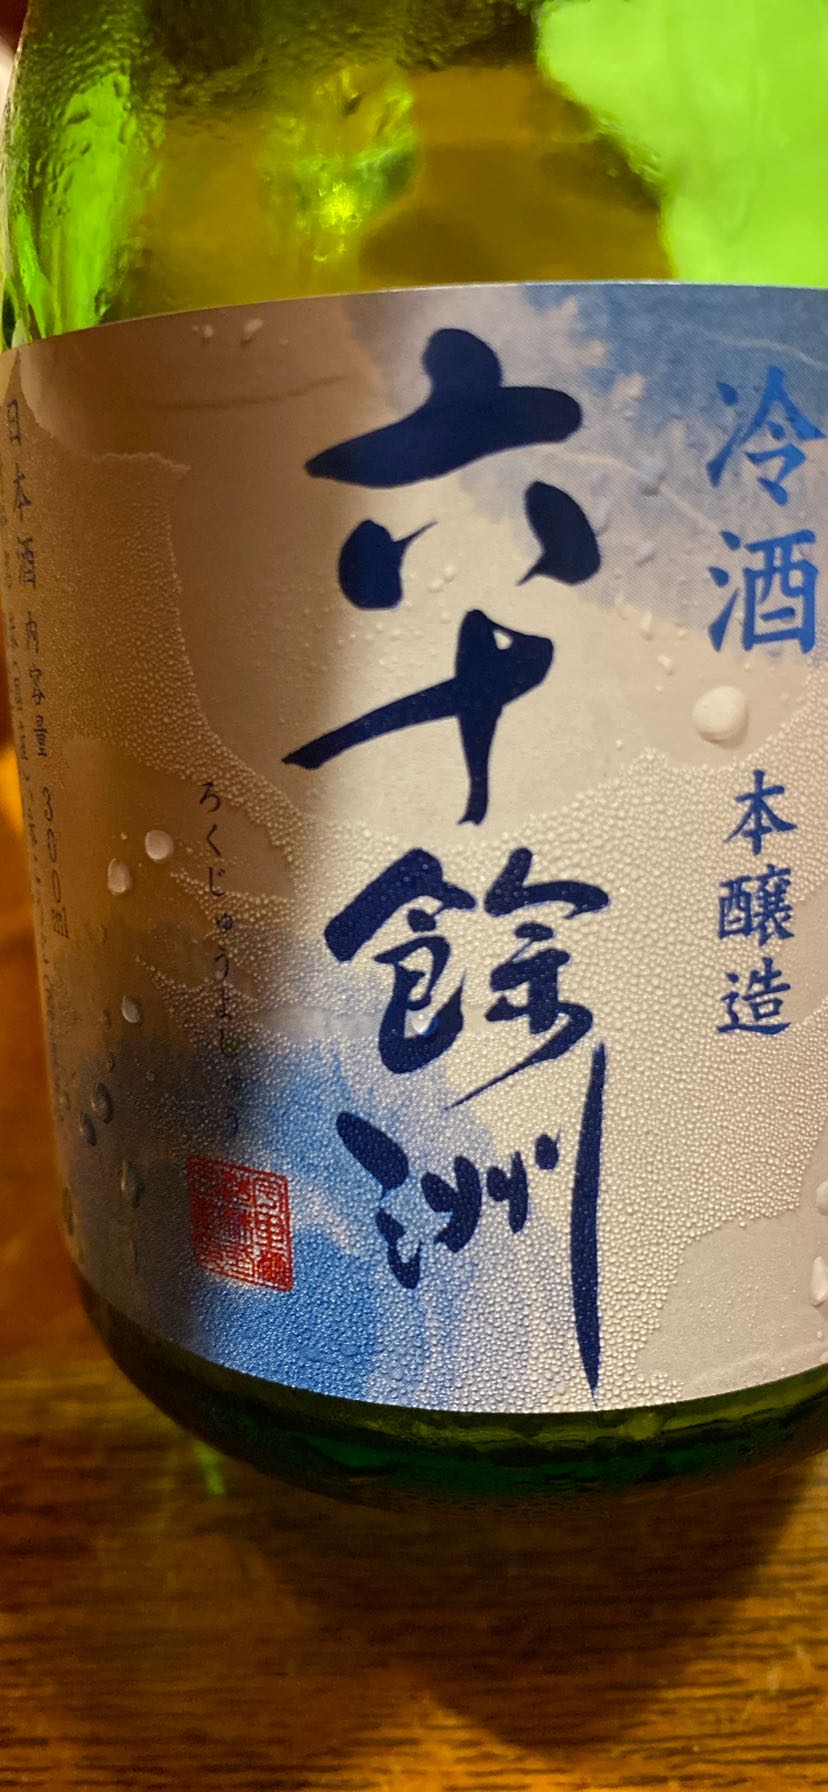 冷酒
本醸造
六十餘洲
ろくじゅうよしゅう
日本酒 内容量 300ml